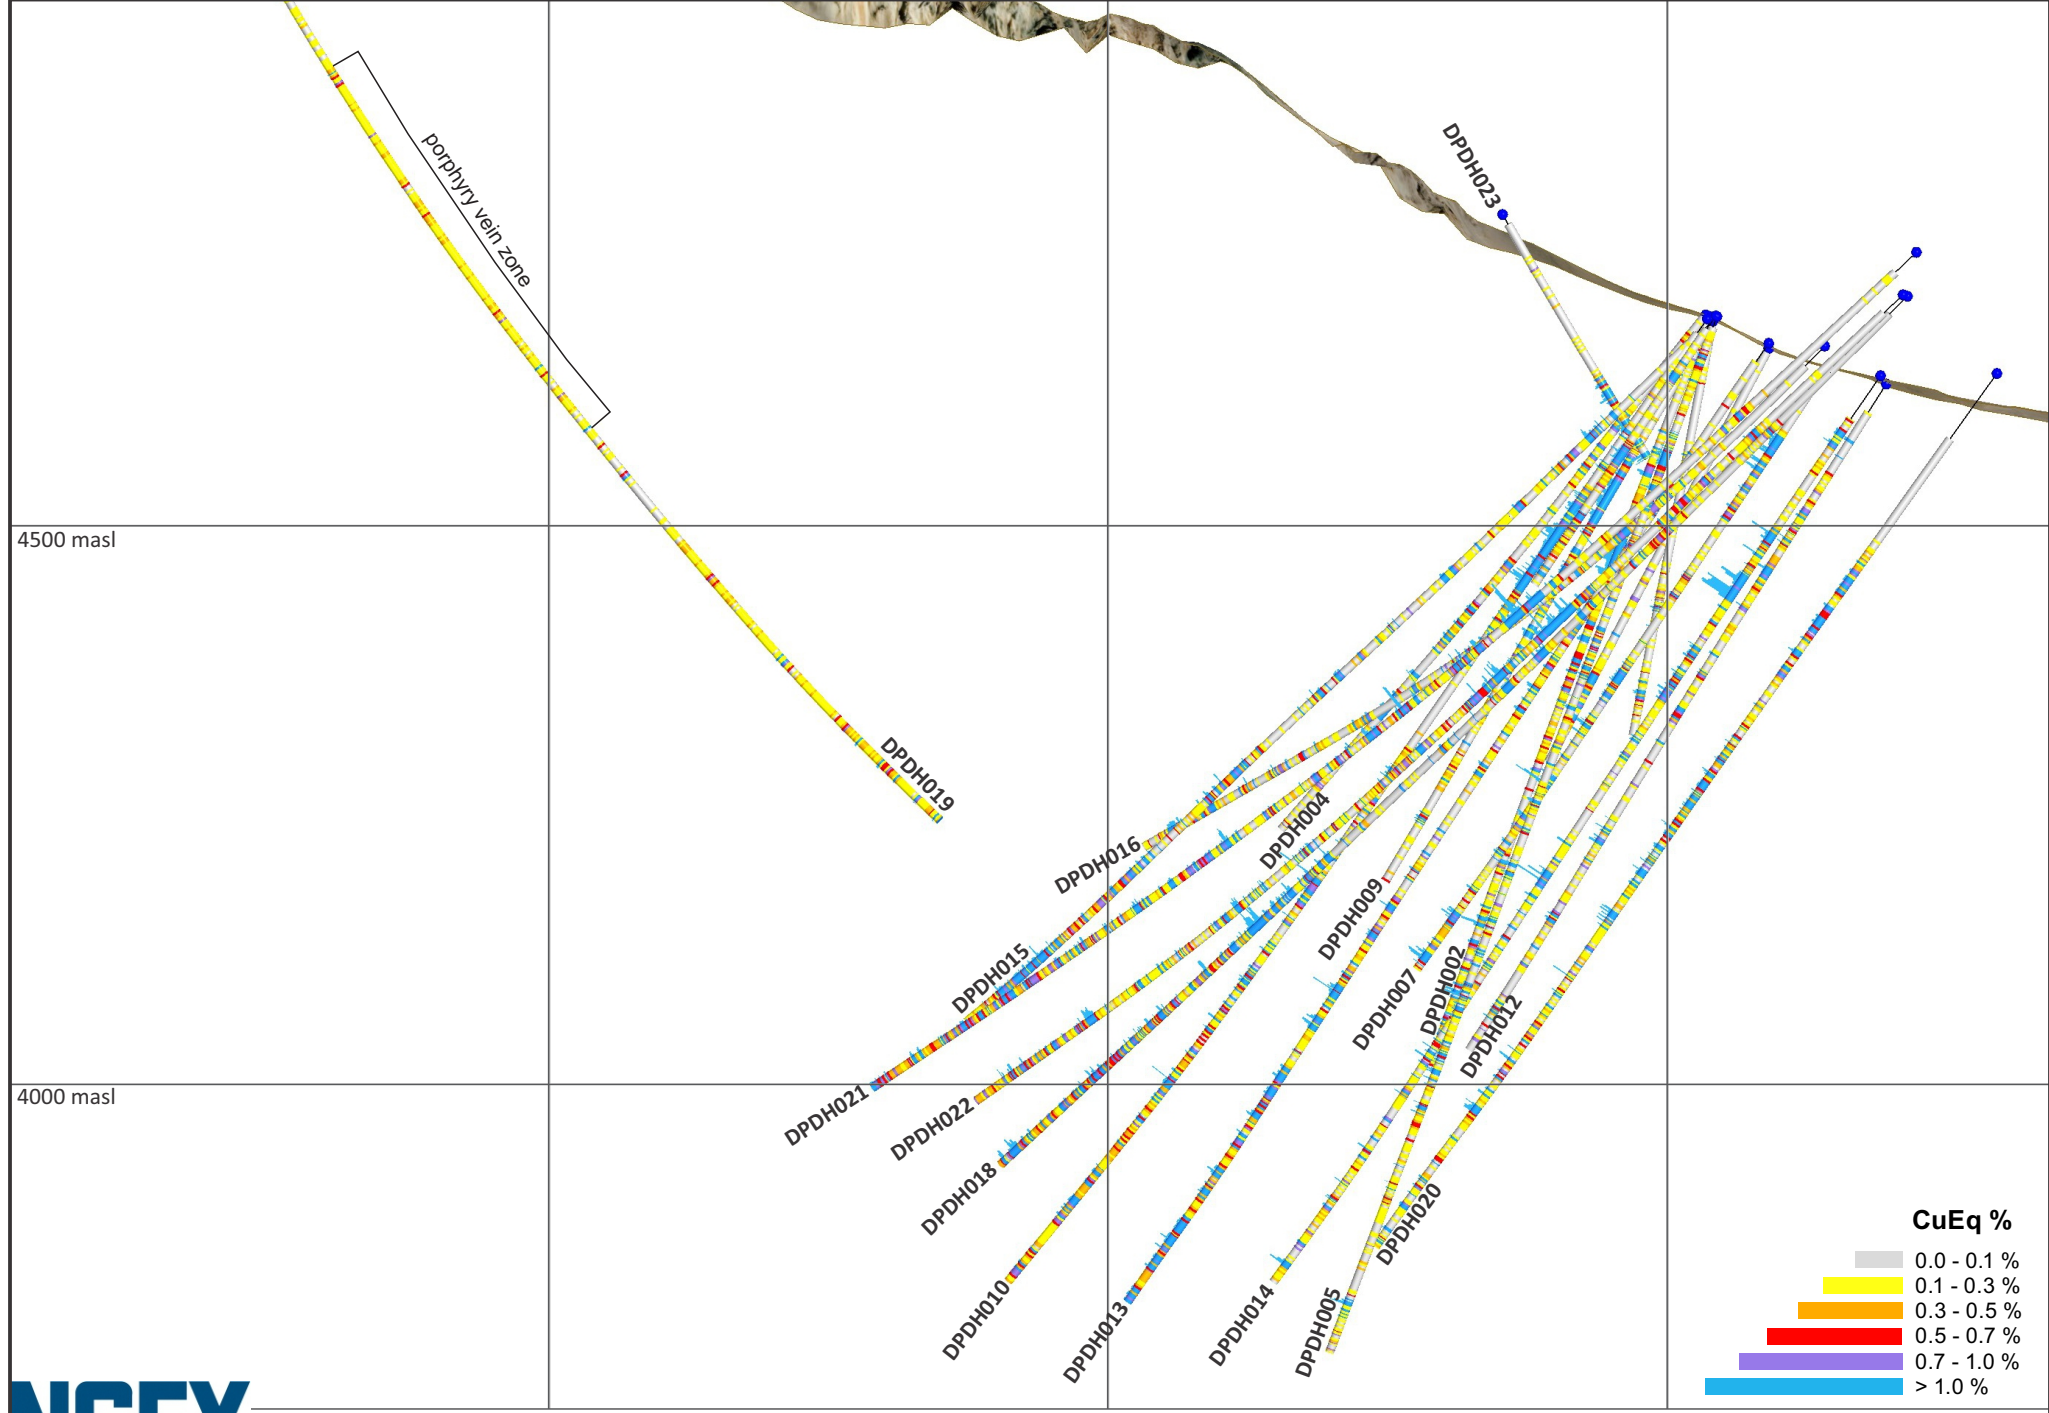 porphyry vein zone
DPDH023
4500 masl
DPDH019
DPDH016
DPDH004
DPDH009
DPDH015
DPDH007
DPDH002
DPDH012
4000 masl
DPDH021
DPDH022
DPDH018
DPDH010
DPDH013
DPDH014
DPDH005
DPDH020
CuEq %
0.0 - 0.1 %
0.1 - 0.3 %
0.3 - 0.5 %
0.5 - 0.7 %
0.7 - 1.0 %
> 1.0 %
NGEX